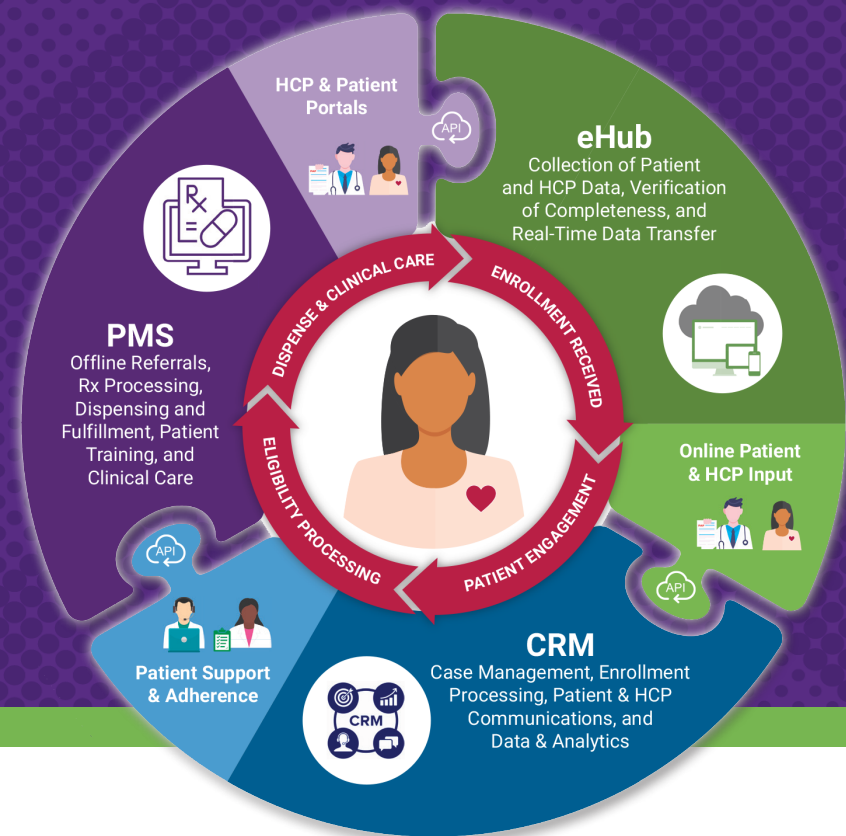 HCP & Patient
Portals
API
eHub
Collection of Patient
and HCP Data, Verification
of Completeness, and
Real-Time Data Transfer
Rx
PMS
Offline Referrals,
Rx Processing,
Dispensing and
Fulfillment, Patient
Training, and
Clinical Care
DISPENSE & CLINICAL CARE
ENROLLMENT RECEIVED
PATIENT ENGAGEMENT
ELIGIBILITY PROCESSING
Online Patient
& HCP Input
API
API
Patient Support
& Adherence
CRM
CRM
Case Management, Enrollment
Processing, Patient & HCP
Communications, and
Data & Analytics